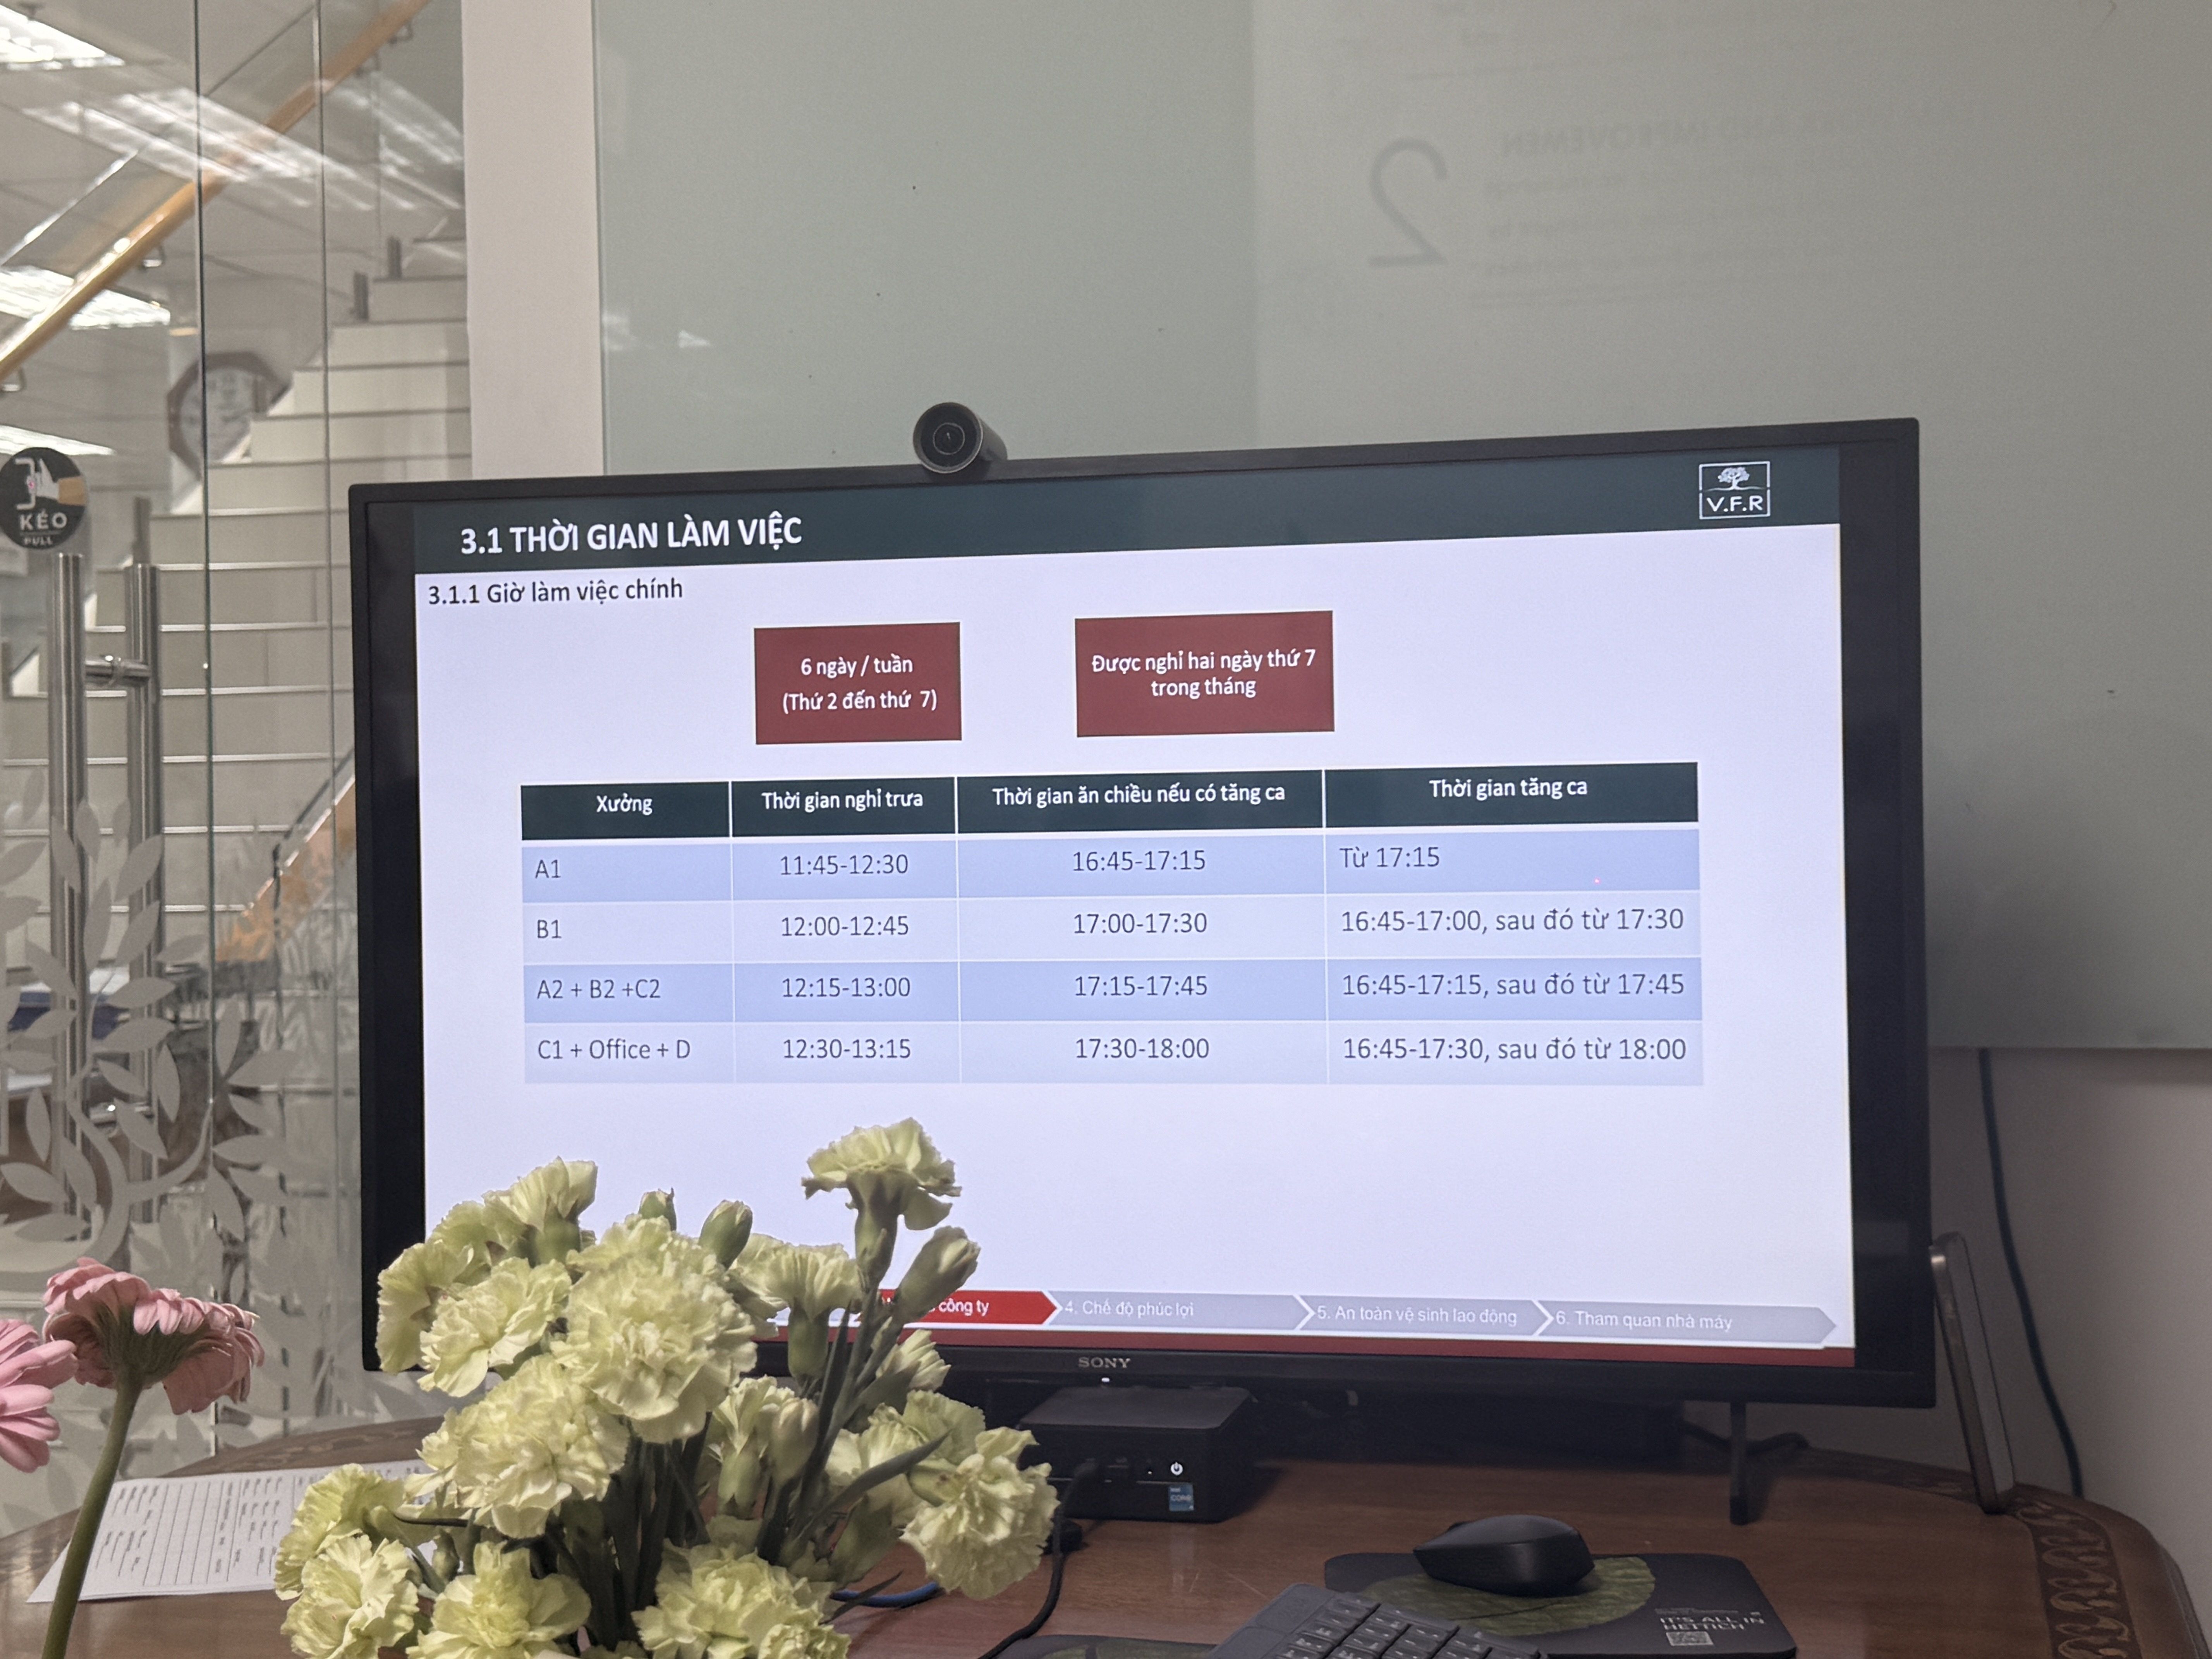 KÉO
PULL
2
3.1 THỜI GIAN LÀM VIỆC
V.F.R
3.1.1 Giờ làm việc chính
6 ngày / tuần
(Thứ 2 đến thứ 7)
Được nghỉ hai ngày thứ 7
trong tháng
Xưởng Thời gian nghỉ trưa Thời gian ăn chiều nếu có tăng ca Thời gian tăng ca
A1 11:45-12:30 16:45-17:15 Từ 17:15
B1 12:00-12:45 17:00-17:30 16:45-17:00, sau đó từ 17:30
A2 + B2 +C2 12:15-13:00 17:15-17:45 16:45-17:15, sau đó từ 17:45
C1 + Office + D 12:30-13:15 17:30-18:00 16:45-17:30, sau đó từ 18:00
công ty 4. Chế độ phúc lợi 5. An toàn vệ sinh lao động 6. Tham quan nhà máy
SONY
CORE
IT'S ALL IN
HETTICH